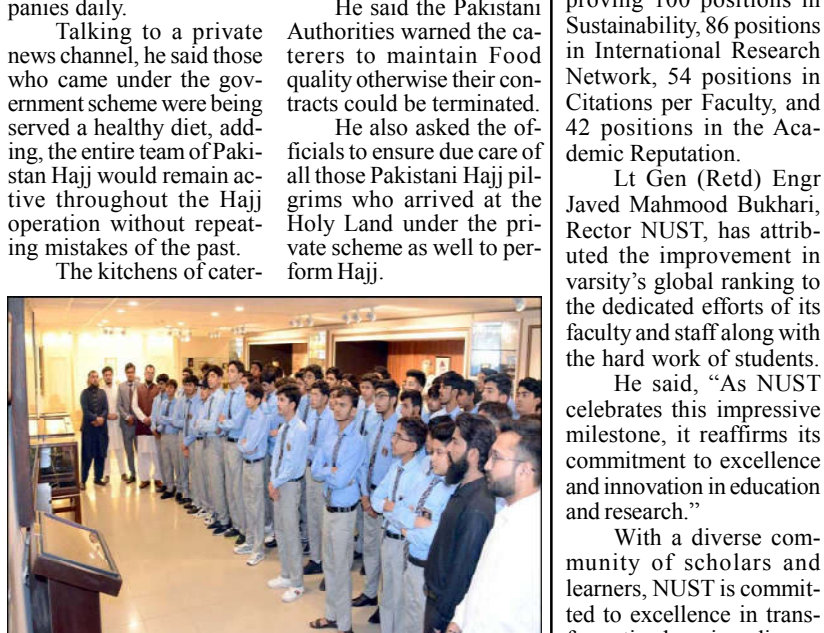 panies daily.
Talking to a private
news channel, he said those
who came under the gov-
ernment scheme were being
served a healthy diet, add-
ing, the entire team of Paki-
stan Hajj would remain ac-
tive throughout the Hajj
operation without repeat-
ing mistakes of the past.
The kitchens of cater-
He said the Pakistani
Authorities warned the ca-
terers to maintain Food
quality otherwise their con-
tracts could be terminated.
He also asked the of-
ficials to ensure due care of
all those Pakistani Hajj pil-
grims who arrived at the
Holy Land under the pri-
vate scheme as well to per-
form Hajj.
proving 100 positions in
Sustainability, 86 positions
in International Research
Network, 54 positions in
Citations per Faculty, and
42 positions in the Aca-
demic Reputation.
Lt Gen (Retd) Engr
Javed Mahmood Bukhari,
Rector NUST, has attrib-
uted the improvement in
varsity’s global ranking to
the dedicated efforts of its
faculty and staff along with
the hard work of students.
He said, “As NUST
celebrates this impressive
milestone, it reaffirms its
commitment to excellence
and innovation in education
and research.”
With a diverse com-
munity of scholars and
learners, NUST is commit-
ted to excellence in trans-